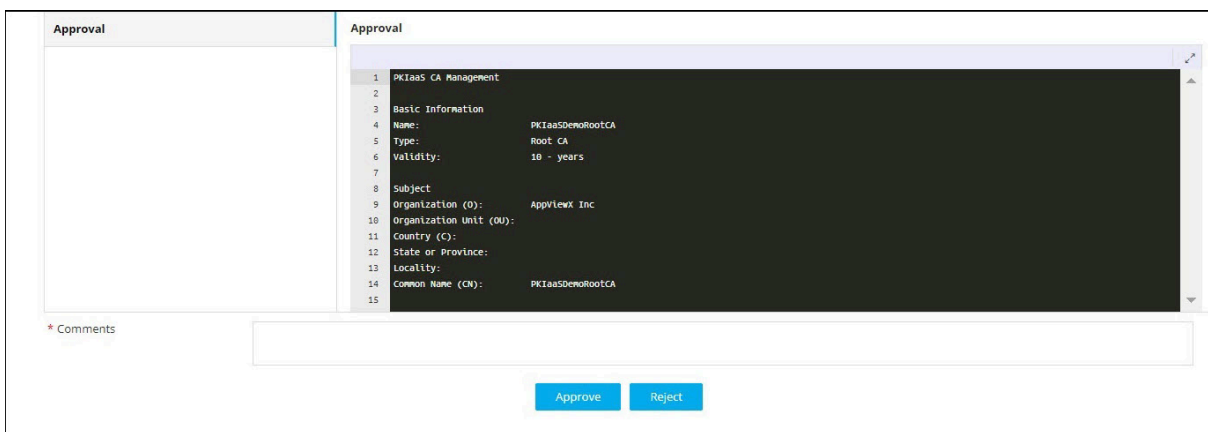 Approval
Approval
1 PKIaaS CA Management
2
3 Basic Information
4 Name: PKIaaSDemoRootCA
5 Type: Root CA
6 Validity: 10 - years
7
8 Subject
9 Organization (O): AppViewX Inc
10 Organization Unit (OU):
11 Country (C):
12 State or Province:
13 Locality:
14 Common Name (CN): PKIaaSDemoRootCA
15
* Comments
Approve Reject